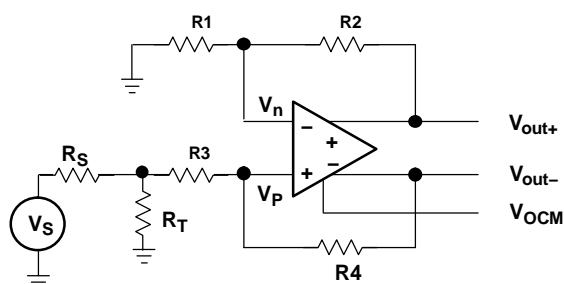 R1
R2
Vn
−
+
Vout+
RS
R3
+
−
Vout−
VP
VS
RT
VOCM
R4